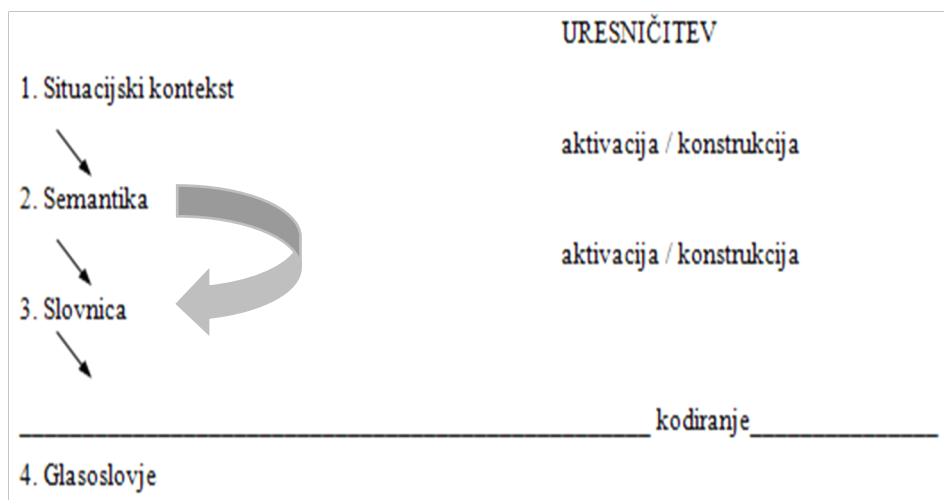 URESNIČITEV
1. Situacijski kontekst
aktivacija / konstrukcija
2. Semantika
aktivacija / konstrukcija
3. Slovnica
kodiranje
4. Glasoslovje